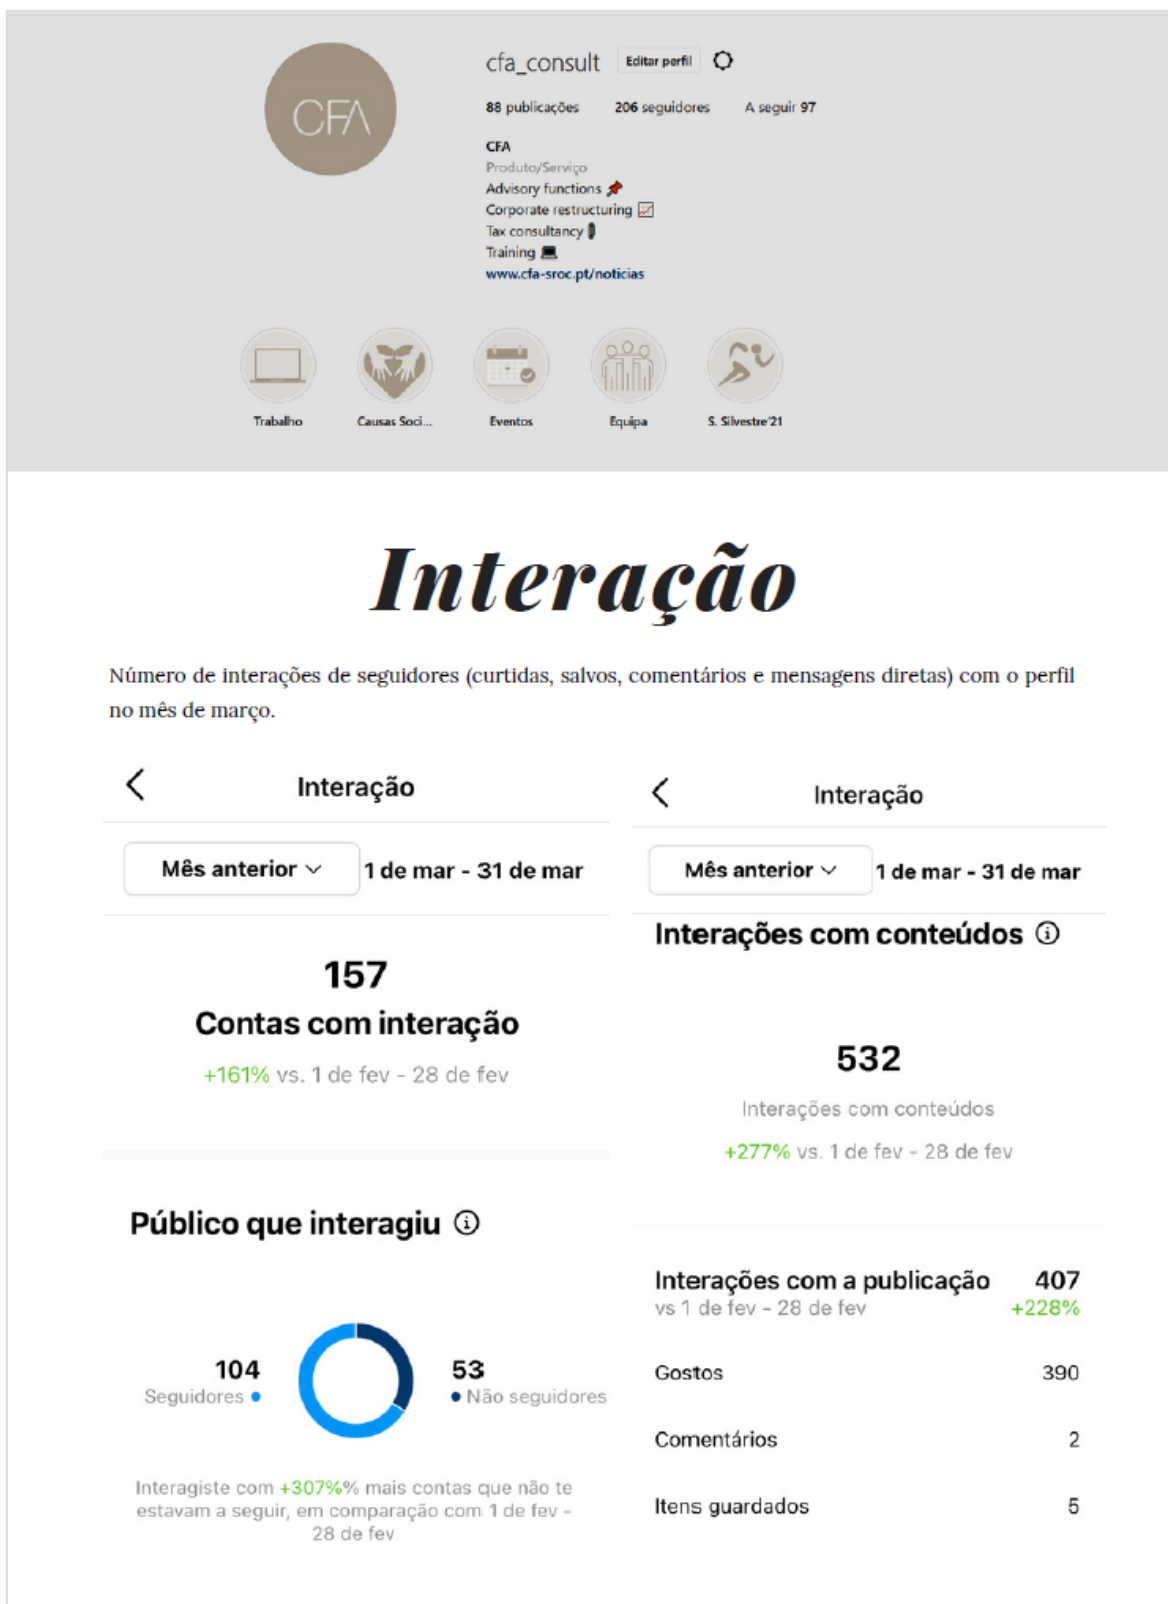 CFA
cfa_consult Editar perfil
88 publicações 206 seguidores A seguir 97
CFA
Produto/Serviço
Advisory functions 📌
Corporate restructuring 📈
Tax consultancy
Training 💻
www.cfa-sroc.pt/noticias
Trabalho Causas Soci... Eventos Equipa S. Silvestre'21
Interação
Número de interações de seguidores (curtidas, salvos, comentários e mensagens diretas) com o perfil
no mês de março.
Interação
Mês anterior 1 de mar - 31 de mar
157
Contas com interação
+161% vs. 1 de fev - 28 de fev
Público que interagiu
104
Seguidores
53
Não seguidores
Interagiste com +307%% mais contas que não te
estavam a seguir, em comparação com 1 de fev -
28 de fev
Interação
Mês anterior 1 de mar - 31 de mar
Interações com conteúdos
532
Interações com conteúdos
+277% vs. 1 de fev - 28 de fev
Interações com a publicação 407
vs 1 de fev - 28 de fev +228%
Gostos 390
Comentários 2
Itens guardados 5